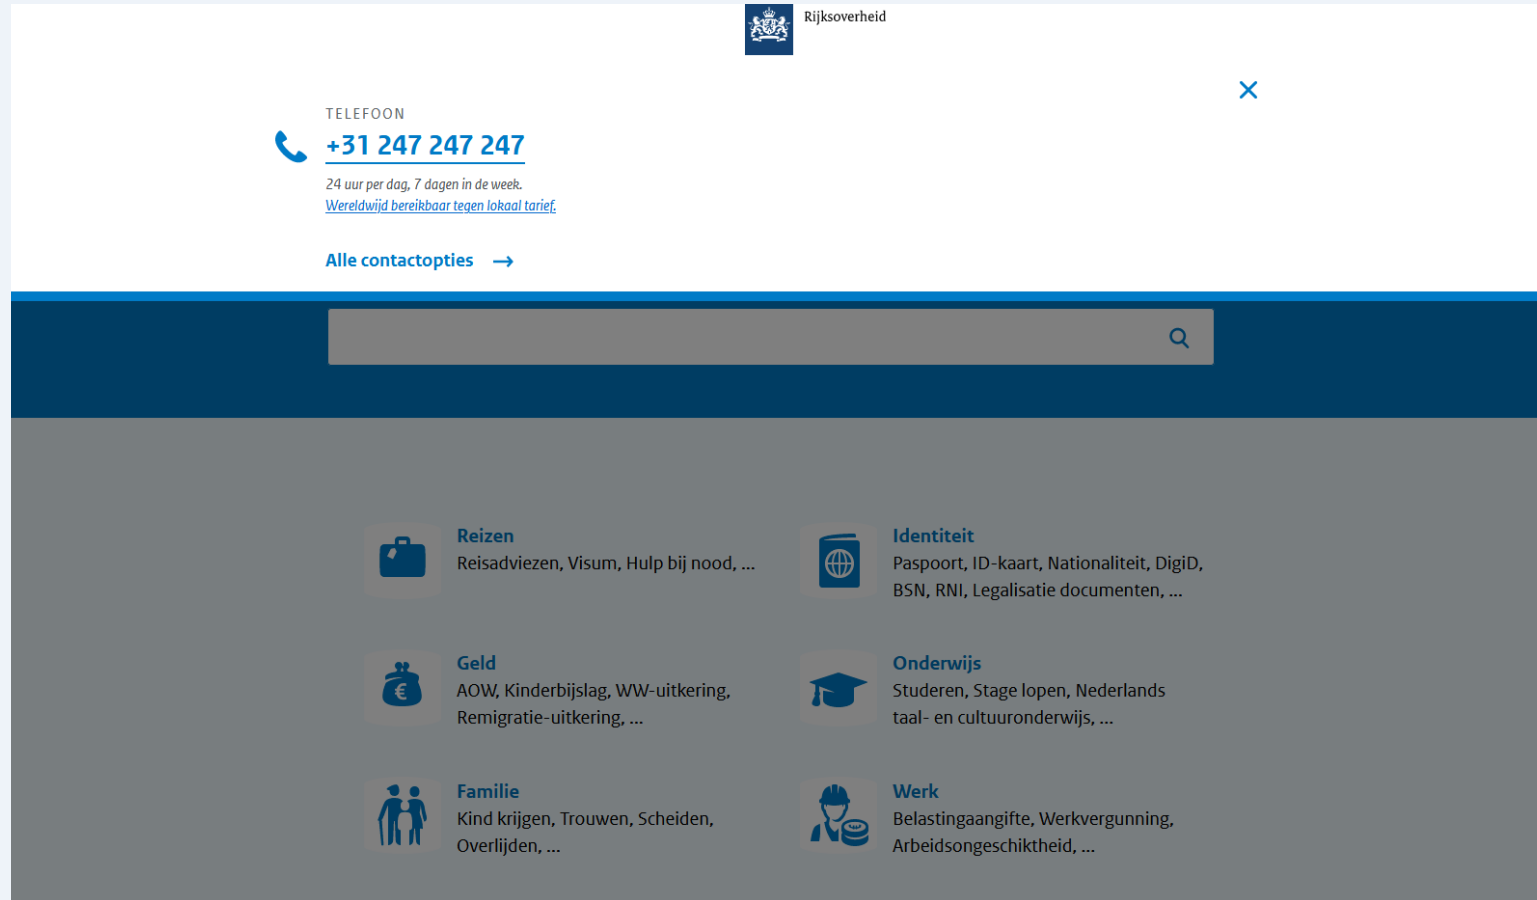 Rijksoverheid
TELEFOON
+31 247 247 247
24 uur per dag, 7 dagen in de week.
Wereldwijd bereikbaar tegen lokaal tarief.
Alle contactopties
Reizen
Reisadviezen, Visum, Hulp bij nood, ...
Identiteit
Paspoort, ID-kaart, Nationaliteit, DigiD,
BSN, RNI, Legalisatie documenten, ...
Geld
AOW, Kinderbijslag, WW-uitkering,
Remigratie-uitkering, ...
Onderwijs
Studeren, Stage lopen, Nederlands
taal- en cultuuronderwijs, ...
Familie
Kind krijgen, Trouwen, Scheiden,
Overlijden, ...
Werk
Belastingaangifte, Werkvergunning,
Arbeidsongeschiktheid, ...